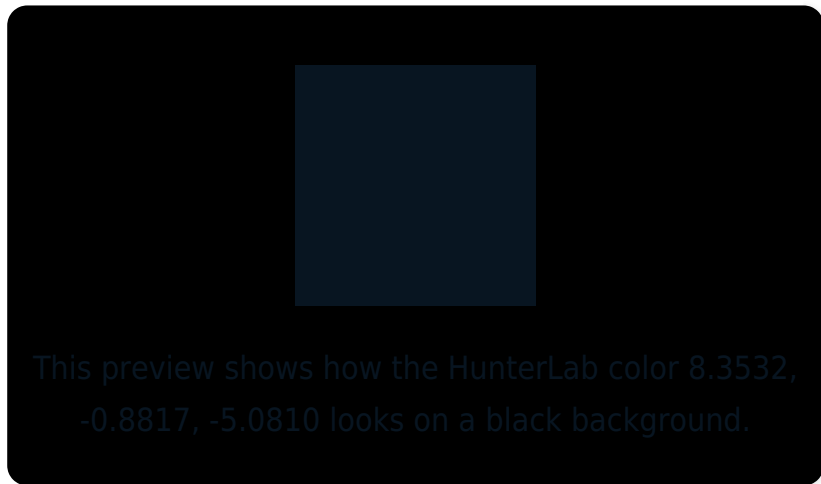 This preview shows how the HunterLab color 8.3532,
-0.8817, -5.0810 looks on a black background.